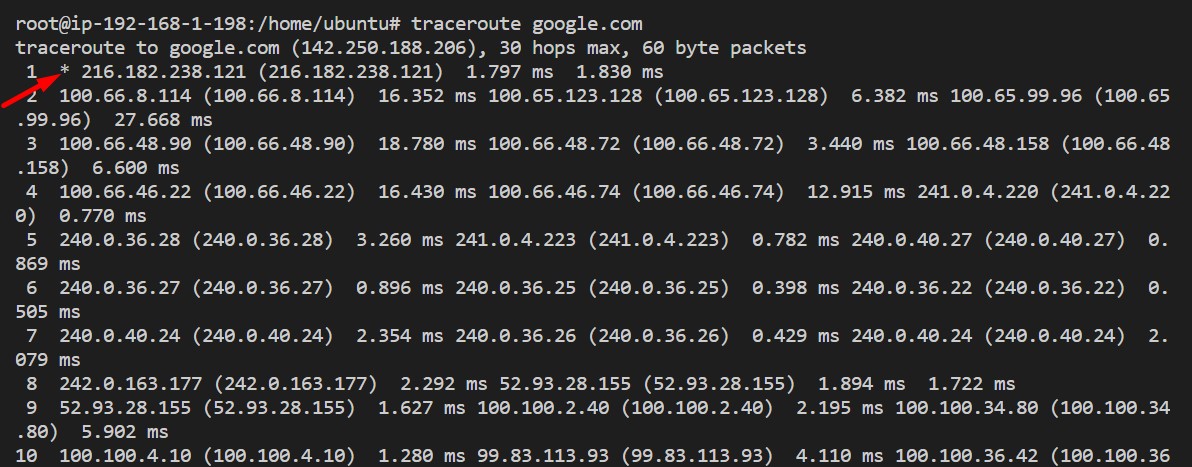 root@ip-192-168-1-198:/home/ubuntu# traceroute google.com
traceroute to google.com (142.250.188.206), 30 hops max, 60 byte packets
 1  * 216.182.238.121 (216.182.238.121)  1.797 ms  1.830 ms
 2  100.66.8.114 (100.66.8.114)  16.352 ms 100.65.123.128 (100.65.123.128)  6.382 ms 100.65.99.96 (100.65
.99.96)  27.668 ms
 3  100.66.48.90 (100.66.48.90)  18.780 ms 100.66.48.72 (100.66.48.72)  3.440 ms 100.66.48.158 (100.66.48
.158)  6.600 ms
 4  100.66.46.22 (100.66.46.22)  16.430 ms 100.66.46.74 (100.66.46.74)  12.915 ms 241.0.4.220 (241.0.4.22
0)  0.770 ms
 5  240.0.36.28 (240.0.36.28)  3.260 ms 241.0.4.223 (241.0.4.223)  0.782 ms 240.0.40.27 (240.0.40.27)  0.
869 ms
 6  240.0.36.27 (240.0.36.27)  0.896 ms 240.0.36.25 (240.0.36.25)  0.398 ms 240.0.36.22 (240.0.36.22)  0.
505 ms
 7  240.0.40.24 (240.0.40.24)  2.354 ms 240.0.36.26 (240.0.36.26)  0.429 ms 240.0.40.24 (240.0.40.24)  2.
079 ms
 8  242.0.163.177 (242.0.163.177)  2.292 ms 52.93.28.155 (52.93.28.155)  1.894 ms  1.722 ms
 9  52.93.28.155 (52.93.28.155)  1.627 ms 100.100.2.40 (100.100.2.40)  2.195 ms 100.100.34.80 (100.100.34
.80)  5.902 ms
10  100.100.4.10 (100.100.4.10)  1.280 ms 99.83.113.93 (99.83.113.93)  4.110 ms 100.100.36.42 (100.100.36